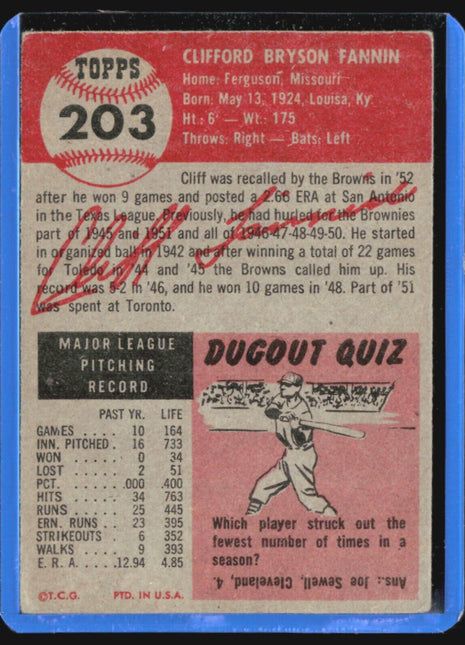 TOPPS
203
CLIFFORD BRYSON FANNIN
Home: Ferguson, Missouri
Born: May 13, 1924, Louisa, Ky.
Ht.: 6' — Wt.: 175
Throws: Right — Bats: Left
Cliff was recalled by the Browns in '52
after he won 9 games and posted a 2.66 ERA at San Antonio
in the Texas League. Previously, he had hurled for the Brownies
part of 1945 and 1951 and all of 1946-47-48-49-50. He started
in organized ball in 1942 and after winning a total of 22 games
for Toledo in '44 and '45 the Browns called him up. His
record was 5-2 in '46, and he won 10 games in '48. Part of '51
was spent at Toronto.
Cliff Fannin
MAJOR LEAGUE
PITCHING
RECORD
PAST YR. LIFE
GAMES . . . . 10 164
INN. PITCHED . 16 733
WON . . . . 0 34
LOST . . . . 2 51
PCT. . . . . .000 .400
HITS . . . . 34 763
RUNS . . . . 25 445
ERN. RUNS . . 23 395
STRIKEOUTS . 6 352
WALKS . . . 9 393
E. R. A. . . . 12.94 4.85
©T.C.G. PTD. IN U.S.A.
DUGOUT QUIZ
Which player struck out the
fewest number of times in a
season?
Ans.: Joe Sewell, Cleveland, 4,